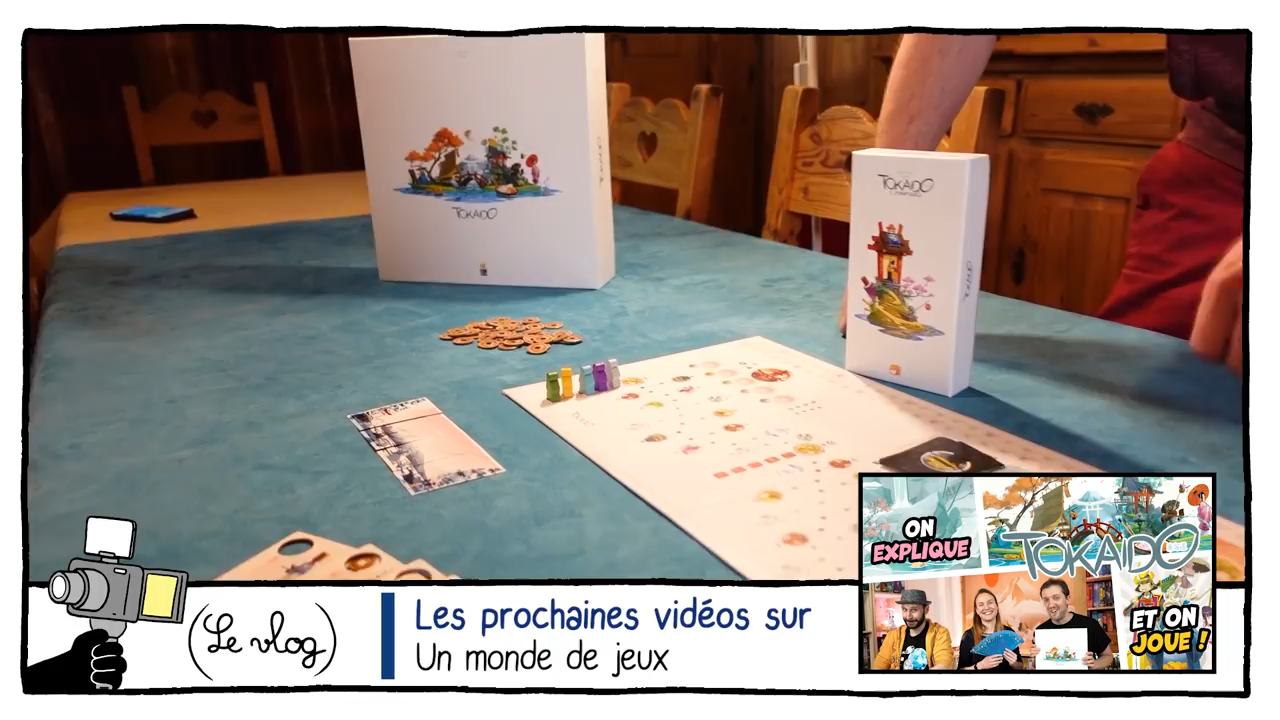 TOKAIDO
TOKAIDO
(Le vlog)
Les prochaines vidéos sur
Un monde de jeux
ON
EXPLIQUE
TOKAIDO
ET ON
JOUE !